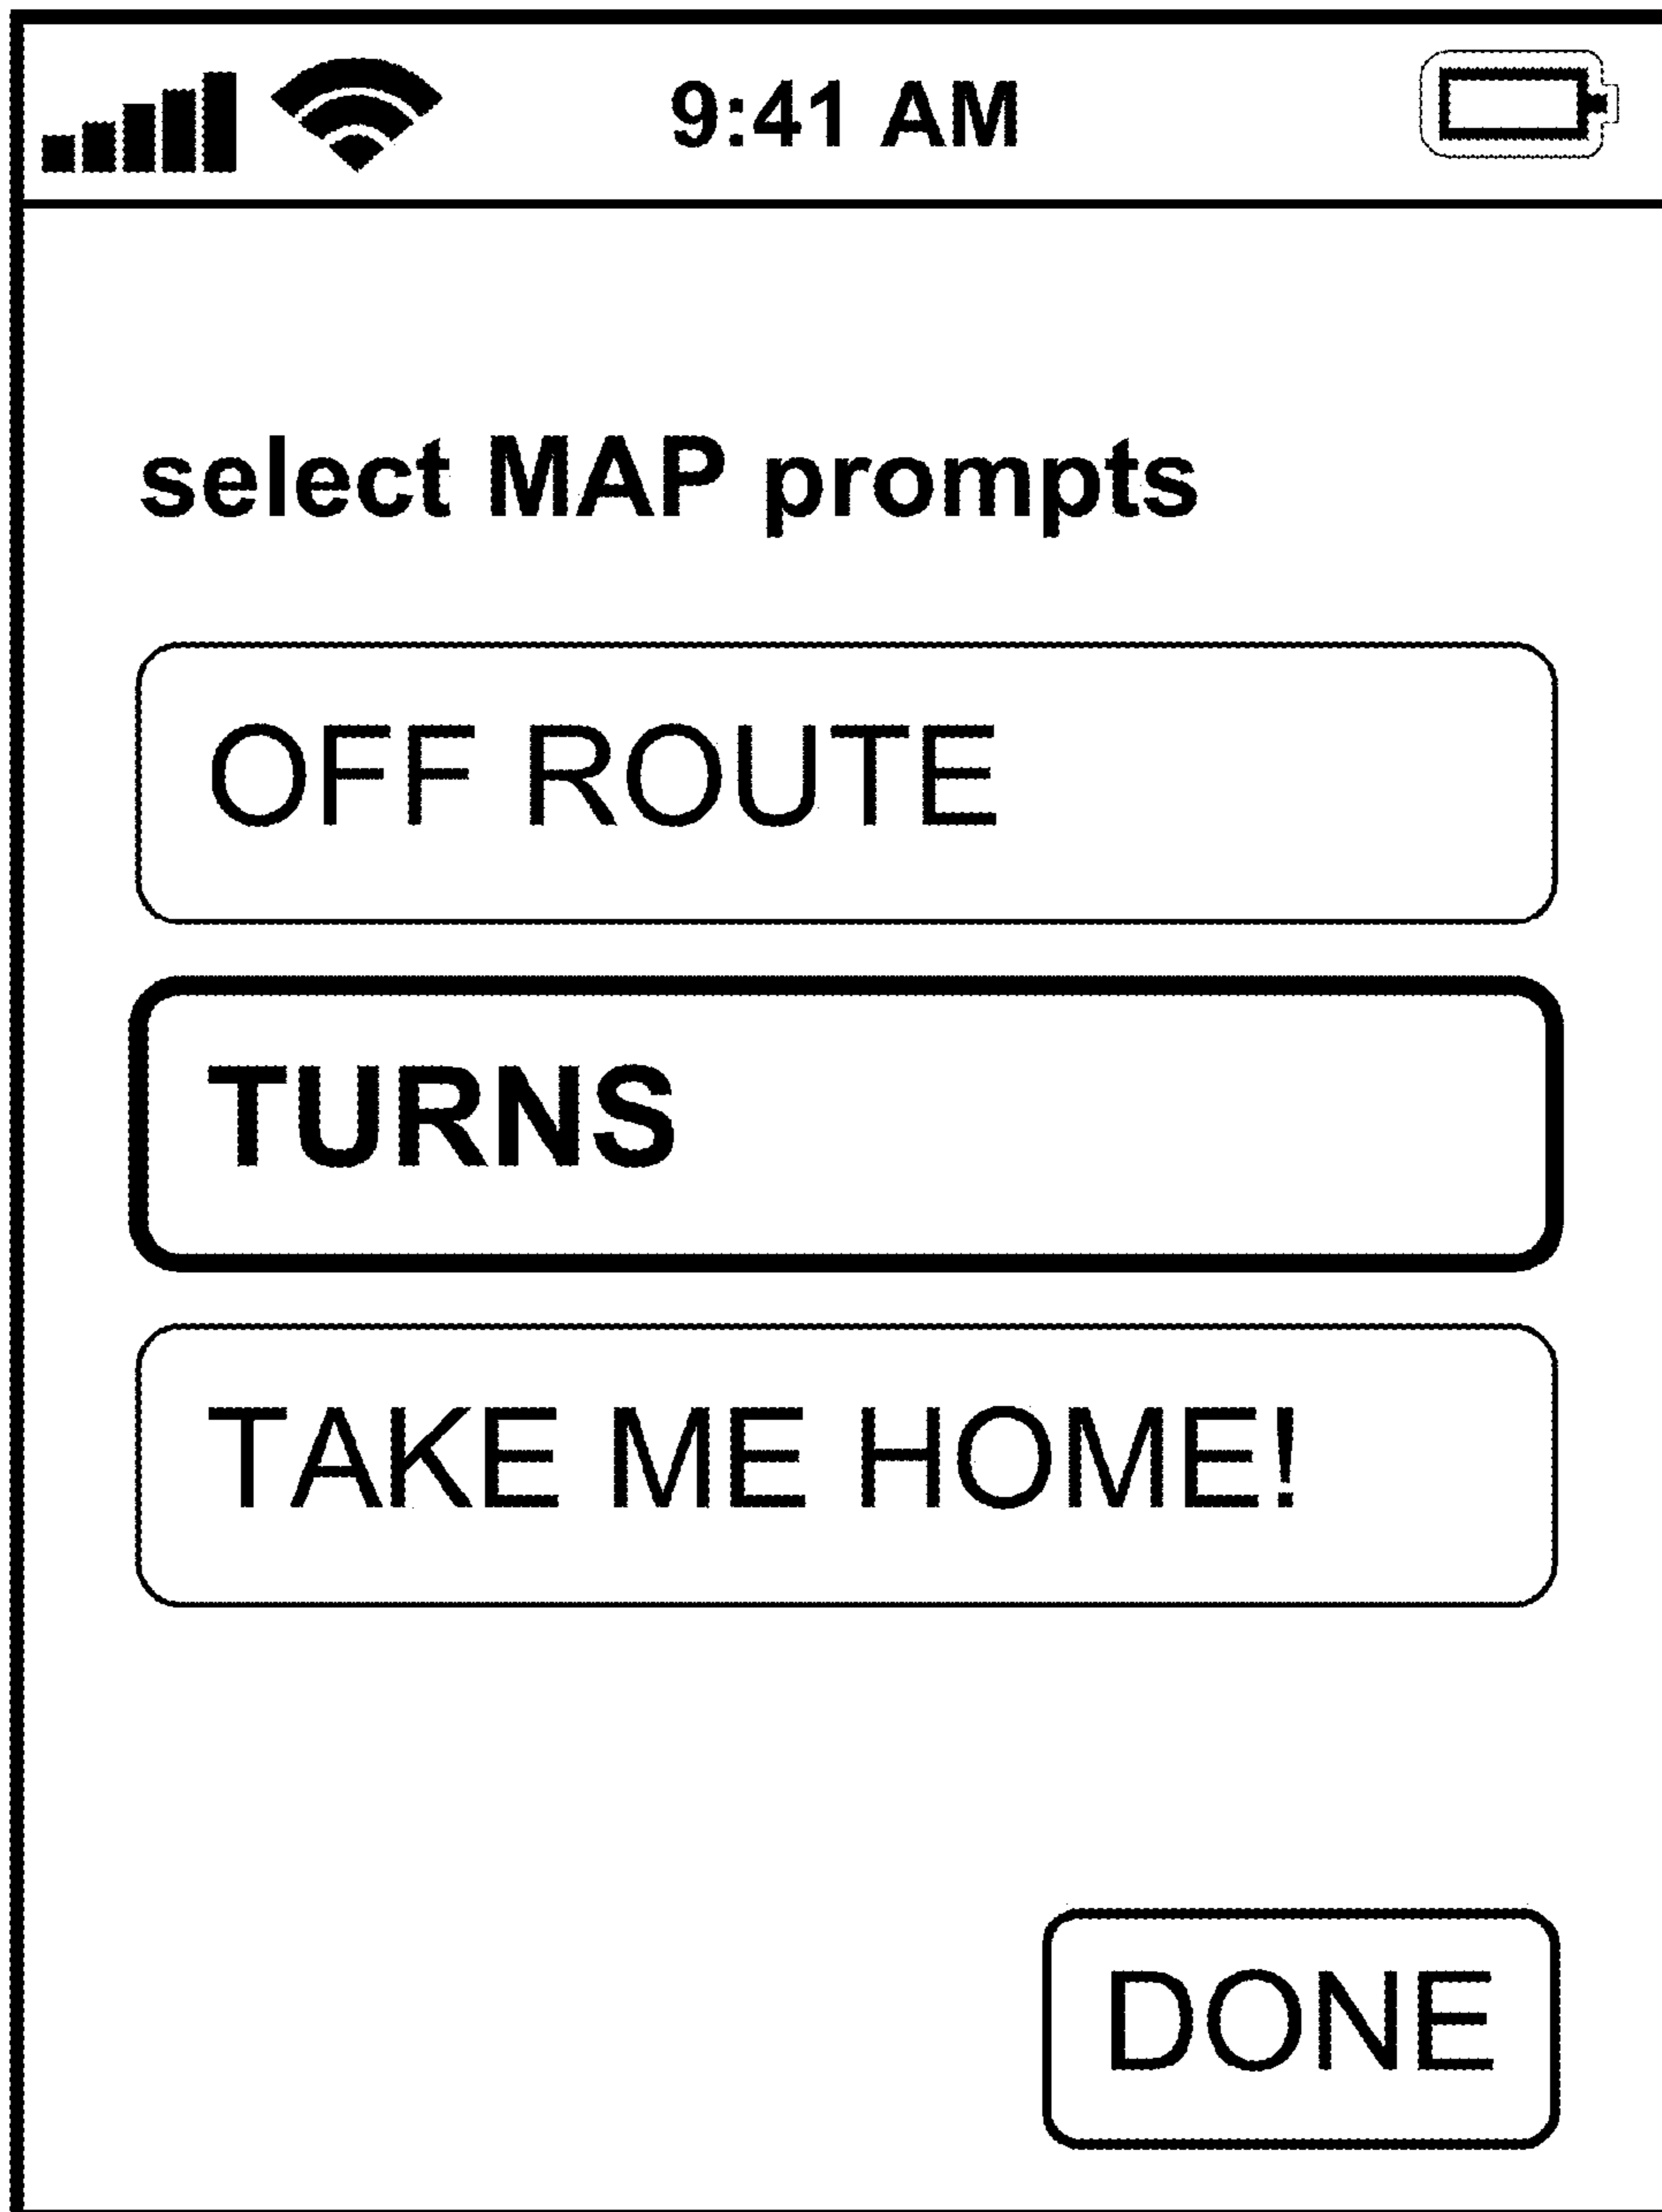 9:41 AM
select MAP prompts
OFF ROUTE
TURNS
TAKE ME HOME!
DONE